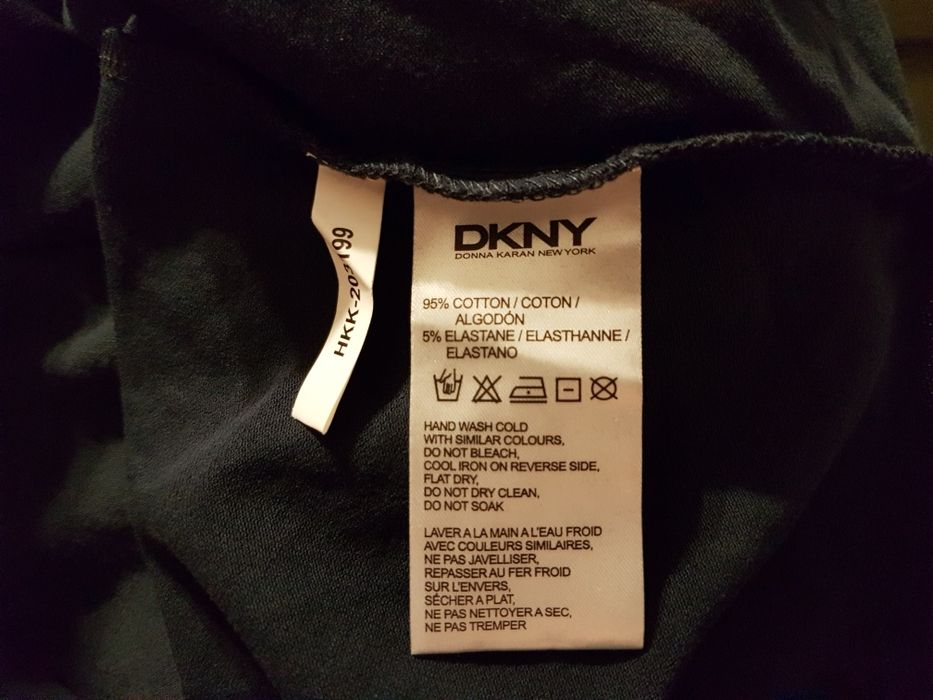 DKNY
DONNA KARAN NEW YORK
95% COTTON / COTON /
ALGODÓN
5% ELASTANE / ELASTHANNE /
ELASTANO
HAND WASH COLD
WITH SIMILAR COLOURS,
DO NOT BLEACH,
COOL IRON ON REVERSE SIDE,
FLAT DRY,
DO NOT DRY CLEAN,
DO NOT SOAK
LAVER A LA MAIN A L'EAU FROID
AVEC COULEURS SIMILAIRES,
NE PAS JAVELLISER,
REPASSER AU FER FROID
SUR L'ENVERS,
SÉCHER A PLAT,
NE PAS NETTOYER A SEC,
NE PAS TREMPER